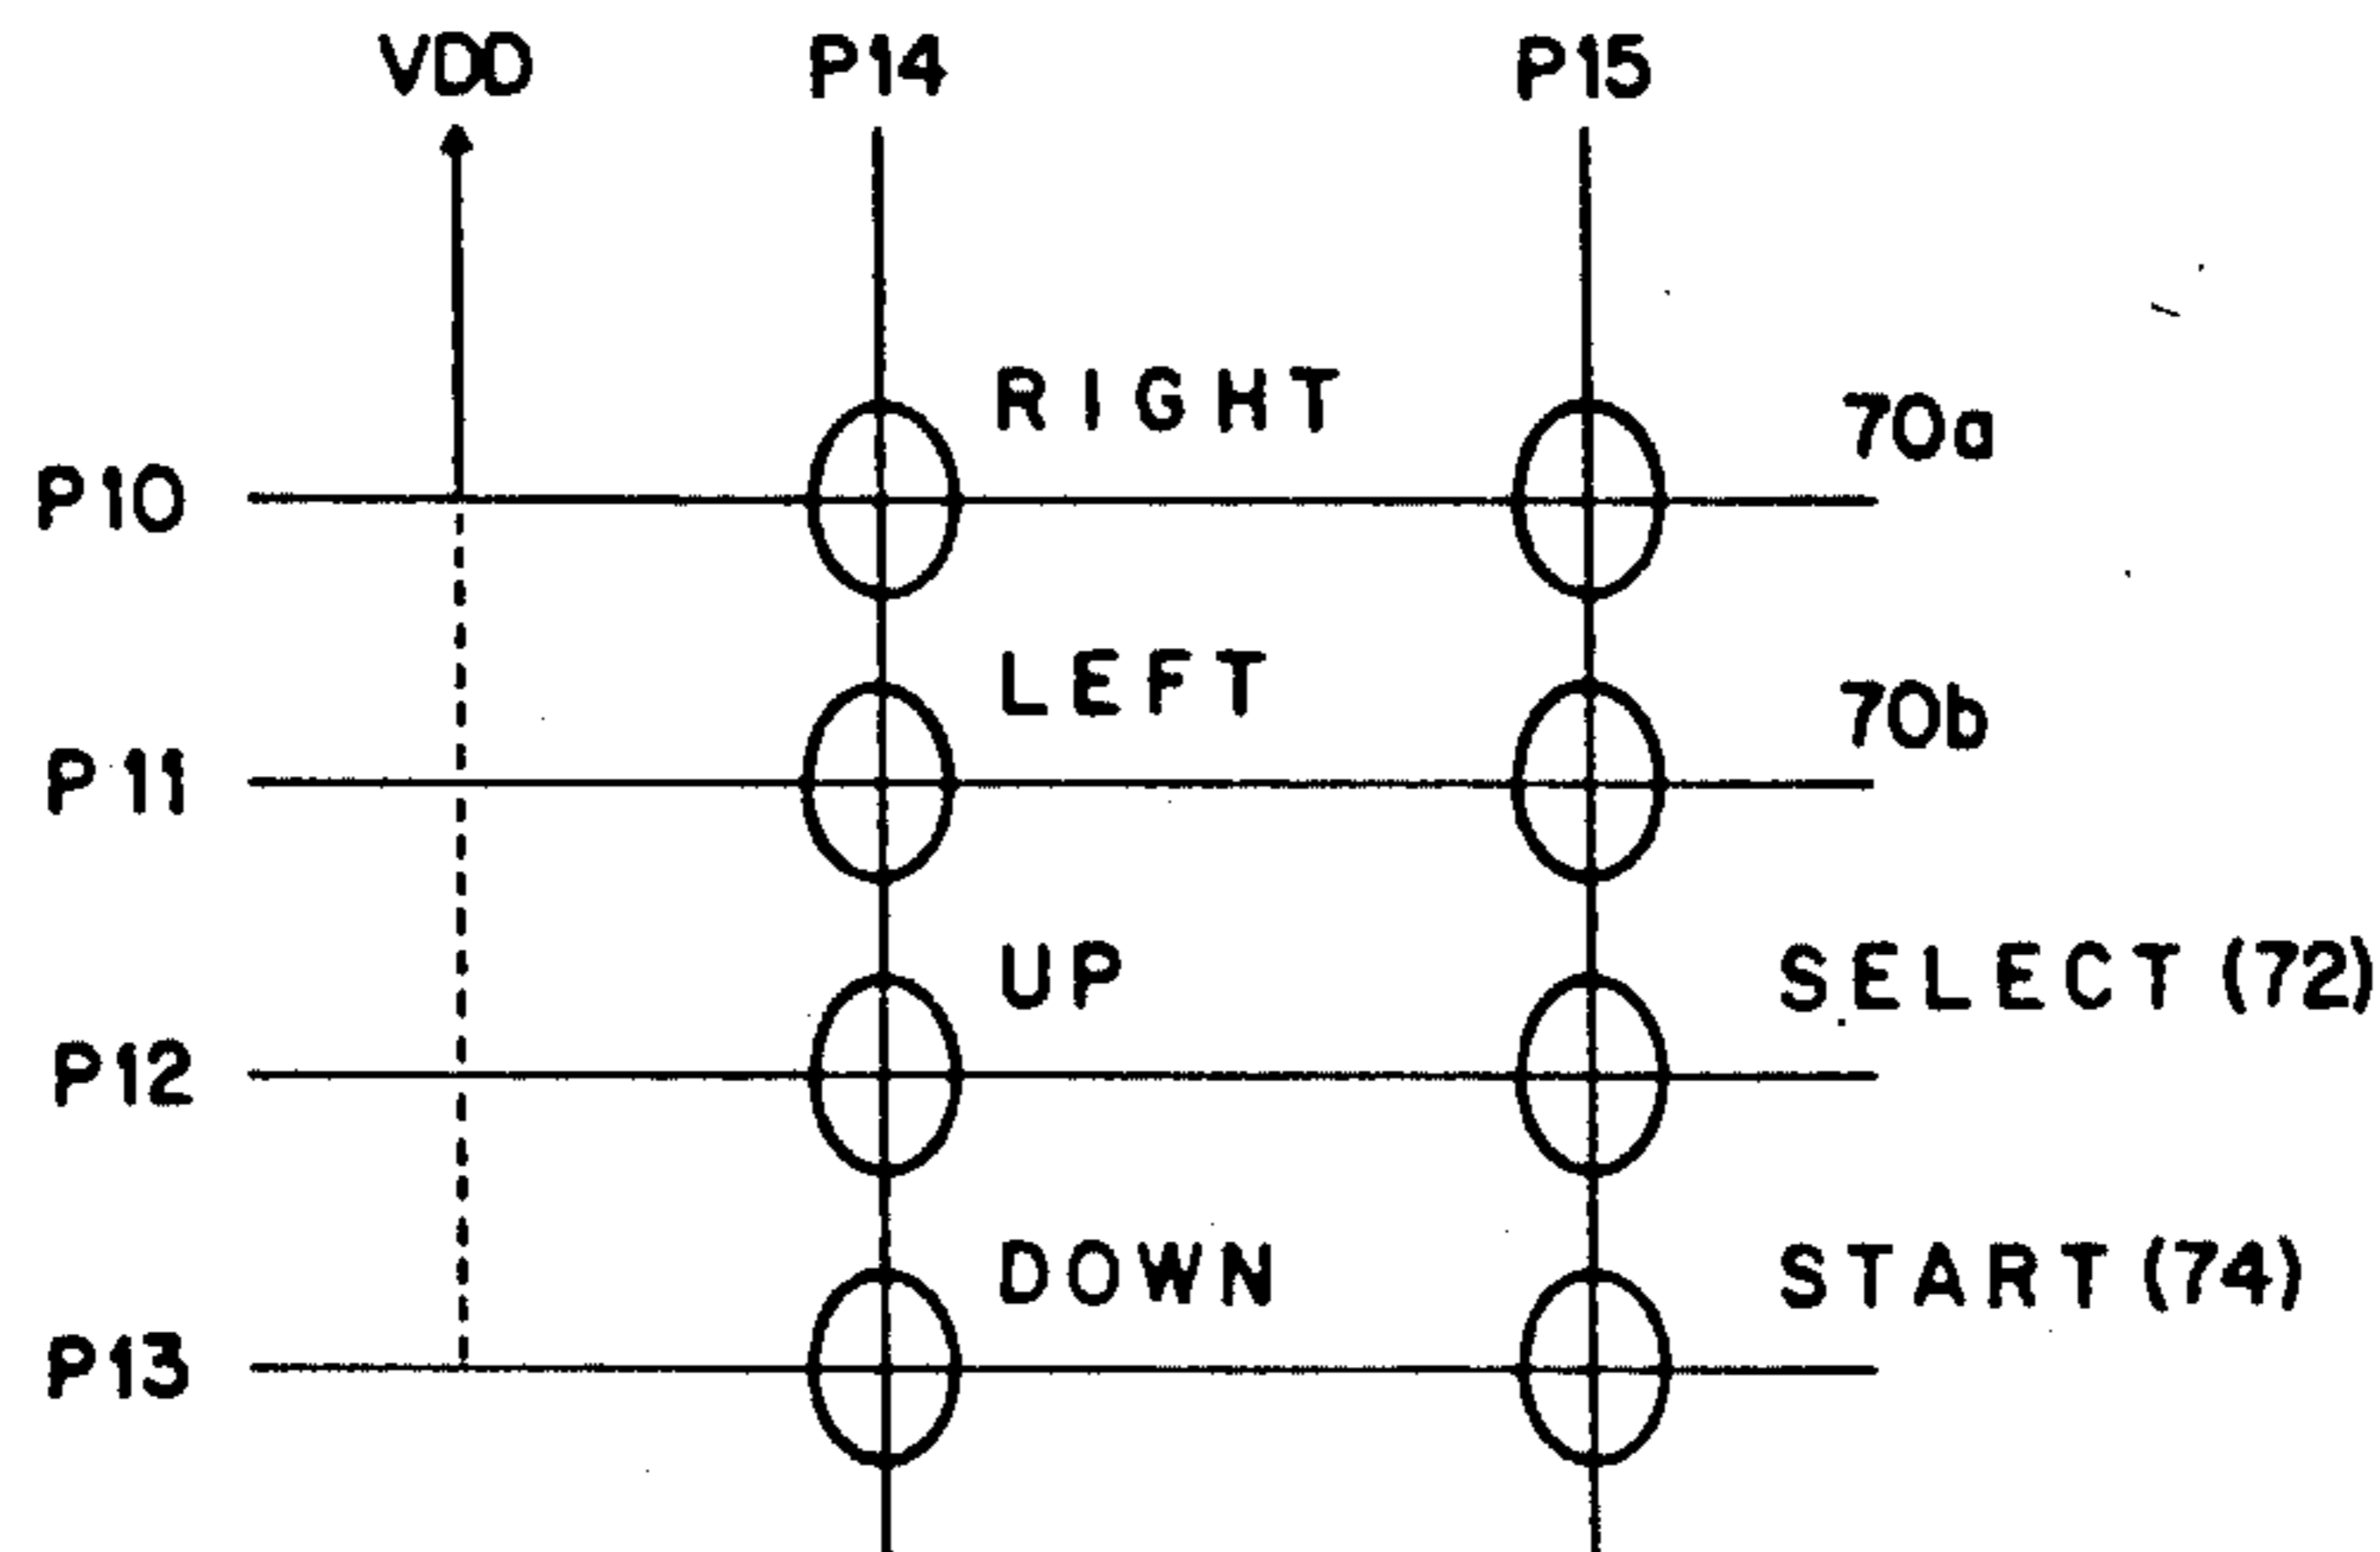 VDD P14 P15
RIGHT 70a
P10
LEFT 70b
P11
UP SELECT (72)
P12
DOWN START (74)
P13